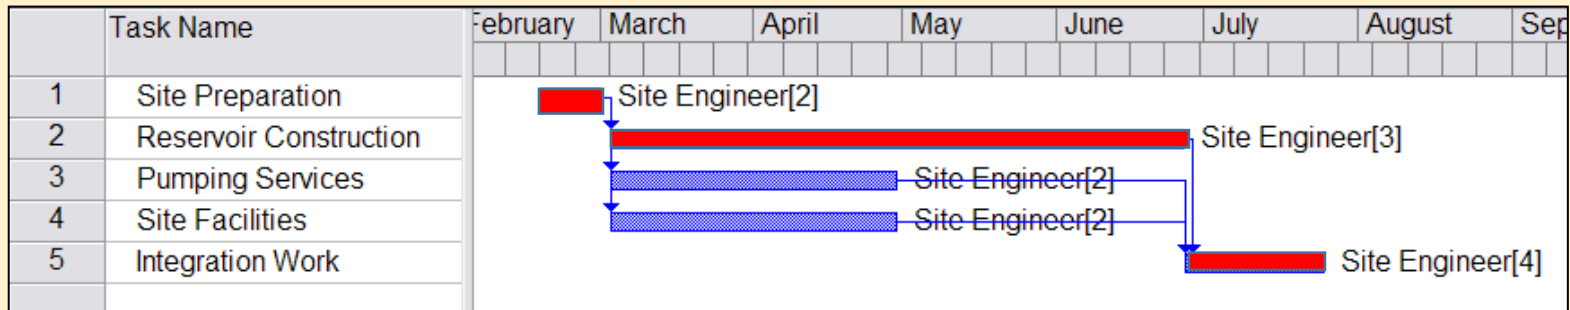 Task Name February March April May June July August Sep
1 Site Preparation Site Engineer[2]
2 Reservoir Construction Site Engineer[3]
3 Pumping Services Site Engineer[2]
4 Site Facilities Site Engineer[2]
5 Integration Work Site Engineer[4]